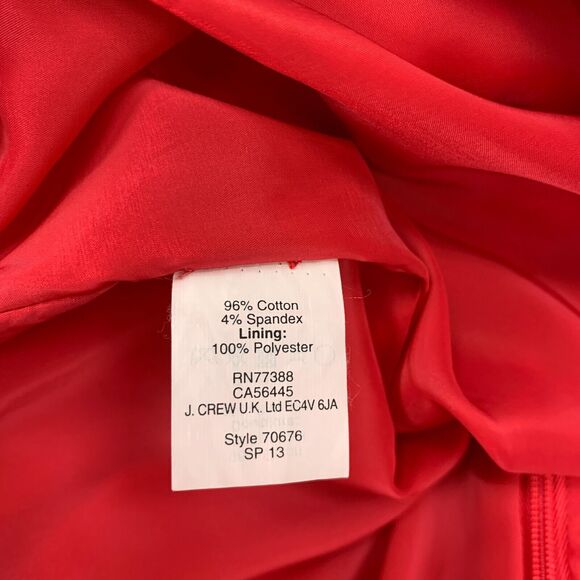 96% Cotton
4% Spandex
Lining:
100% Polyester
RN77388
CA56445
J. CREW U.K. Ltd EC4V 6JA
Style 70676
SP 13